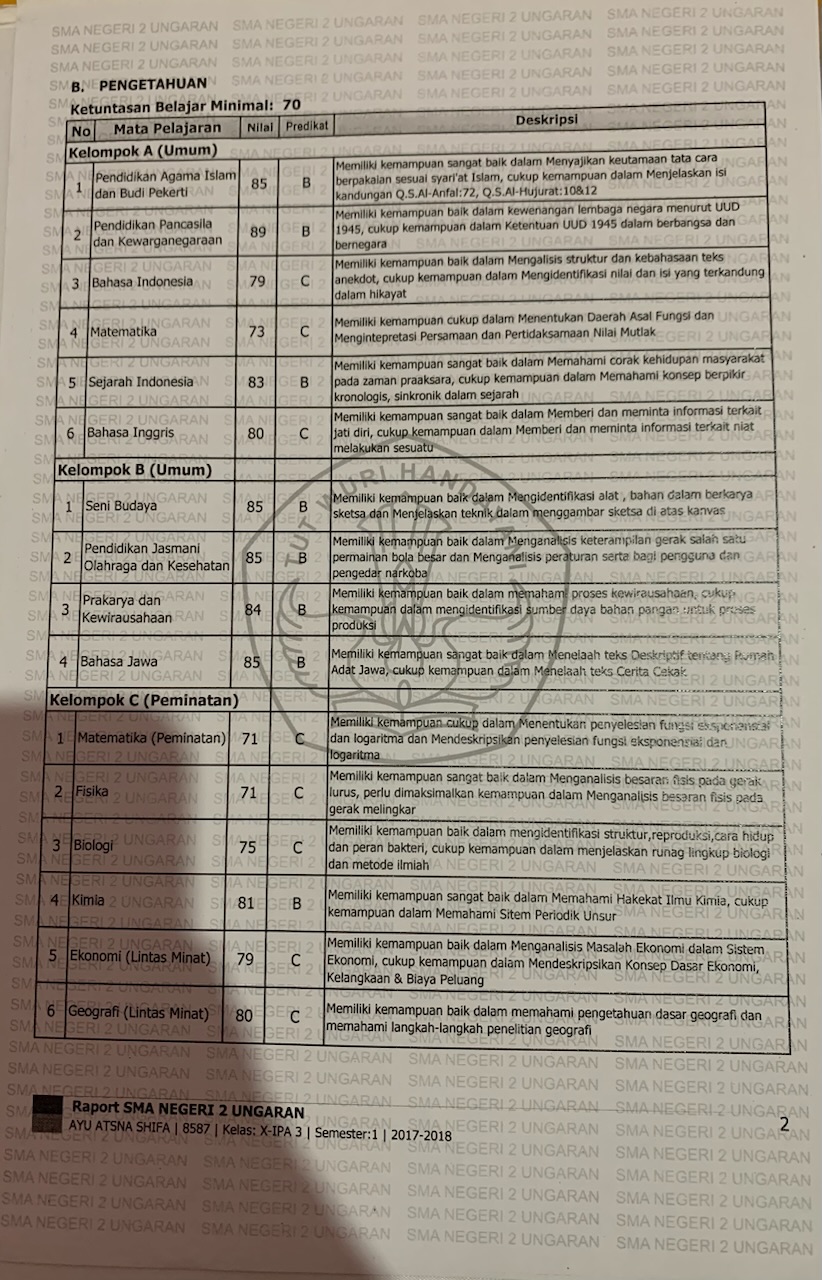 B. PENGETAHUAN
Ketuntasan Belajar Minimal: 70
No Mata Pelajaran Nilai Predikat Deskripsi
Kelompok A (Umum)
1 Pendidikan Agama Islam dan Budi Pekerti 85 B Memiliki kemampuan sangat baik dalam Menyajikan keutamaan tata cara
berpakaian sesuai syari'at Islam, cukup kemampuan dalam Menjelaskan isi
kandungan Q.S.Al-Anfal:72, Q.S.Al-Hujurat:10&12
2 Pendidikan Pancasila dan Kewarganegaraan 89 B Memiliki kemampuan baik dalam kewenangan lembaga negara menurut UUD
1945, cukup kemampuan dalam Ketentuan UUD 1945 dalam berbangsa dan
bernegara
3 Bahasa Indonesia 79 C Memiliki kemampuan baik dalam Mengalisis struktur dan kebahasaan teks
anekdot, cukup kemampuan dalam Mengidentifikasi nilai dan isi yang terkandung
dalam hikayat
4 Matematika 73 C Memiliki kemampuan cukup dalam Menentukan Daerah Asal Fungsi dan
Mengintepretasi Persamaan dan Pertidaksamaan Nilai Mutlak
5 Sejarah Indonesia 83 B Memiliki kemampuan sangat baik dalam Memahami corak kehidupan masyarakat
pada zaman praaksara, cukup kemampuan dalam Memahami konsep berpikir
kronologis, sinkronik dalam sejarah
6 Bahasa Inggris 80 C Memiliki kemampuan sangat baik dalam Memberi dan meminta informasi terkait
jati diri, cukup kemampuan dalam Memberi dan meminta informasi terkait niat
melakukan sesuatu
Kelompok B (Umum)
1 Seni Budaya 85 B Memiliki kemampuan baik dalam Mengidentifikasi alat , bahan dalam berkarya
sketsa dan Menjelaskan teknik dalam menggambar sketsa di atas kanvas
2 Pendidikan Jasmani Olahraga dan Kesehatan 85 B Memiliki kemampuan baik dalam Menganalisis keterampilan gerak salah satu
permainan bola besar dan Menganalisis peraturan serta bagi pengguna dan
pengedar narkoba
3 Prakarya dan Kewirausahaan 84 B Memiliki kemampuan baik dalam memahami proses kewirausahaan, cukup
kemampuan dalam mengidentifikasi sumber daya bahan pangan untuk proses
produksi
4 Bahasa Jawa 85 B Memiliki kemampuan sangat baik dalam Menelaah teks Deskriptif tentang Rumah
Adat Jawa, cukup kemampuan dalam Menelaah teks Cerita Cekak
Kelompok C (Peminatan)
1 Matematika (Peminatan) 71 C Memiliki kemampuan cukup dalam Menentukan penyelesian fungsi eksponensial
dan logaritma dan Mendeskripsikan penyelesian fungsi eksponensial dan
logaritma
2 Fisika 71 C Memiliki kemampuan sangat baik dalam Menganalisis besaran fisis pada gerak
lurus, perlu dimaksimalkan kemampuan dalam Menganalisis besaran fisis pada
gerak melingkar
3 Biologi 75 C Memiliki kemampuan baik dalam mengidentifikasi struktur,reproduksi,cara hidup
dan peran bakteri, cukup kemampuan dalam menjelaskan runag lingkup biologi
dan metode ilmiah
4 Kimia 81 B Memiliki kemampuan sangat baik dalam Memahami Hakekat Ilmu Kimia, cukup
kemampuan dalam Memahami Sitem Periodik Unsur
5 Ekonomi (Lintas Minat) 79 C Memiliki kemampuan baik dalam Menganalisis Masalah Ekonomi dalam Sistem
Ekonomi, cukup kemampuan dalam Mendeskripsikan Konsep Dasar Ekonomi,
Kelangkaan & Biaya Peluang
6 Geografi (Lintas Minat) 80 C Memiliki kemampuan baik dalam memahami pengetahuan dasar geografi dan
memahami langkah-langkah penelitian geografi
TUT WURI HANDAYANI
Raport SMA NEGERI 2 UNGARAN
AYU ATSNA SHIFA | 8587 | Kelas: X-IPA 3 | Semester:1 | 2017-2018
2
SMA NEGERI 2 UNGARAN